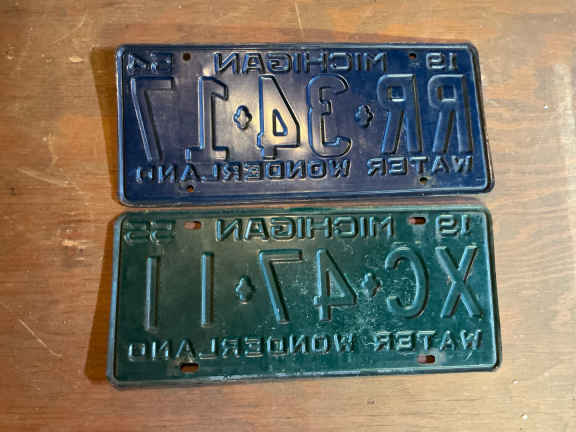 19 MICHIGAN 54
RR·34·17
WATER WONDERLAND
19 MICHIGAN 55
XC·47·11
WATER WONDERLAND